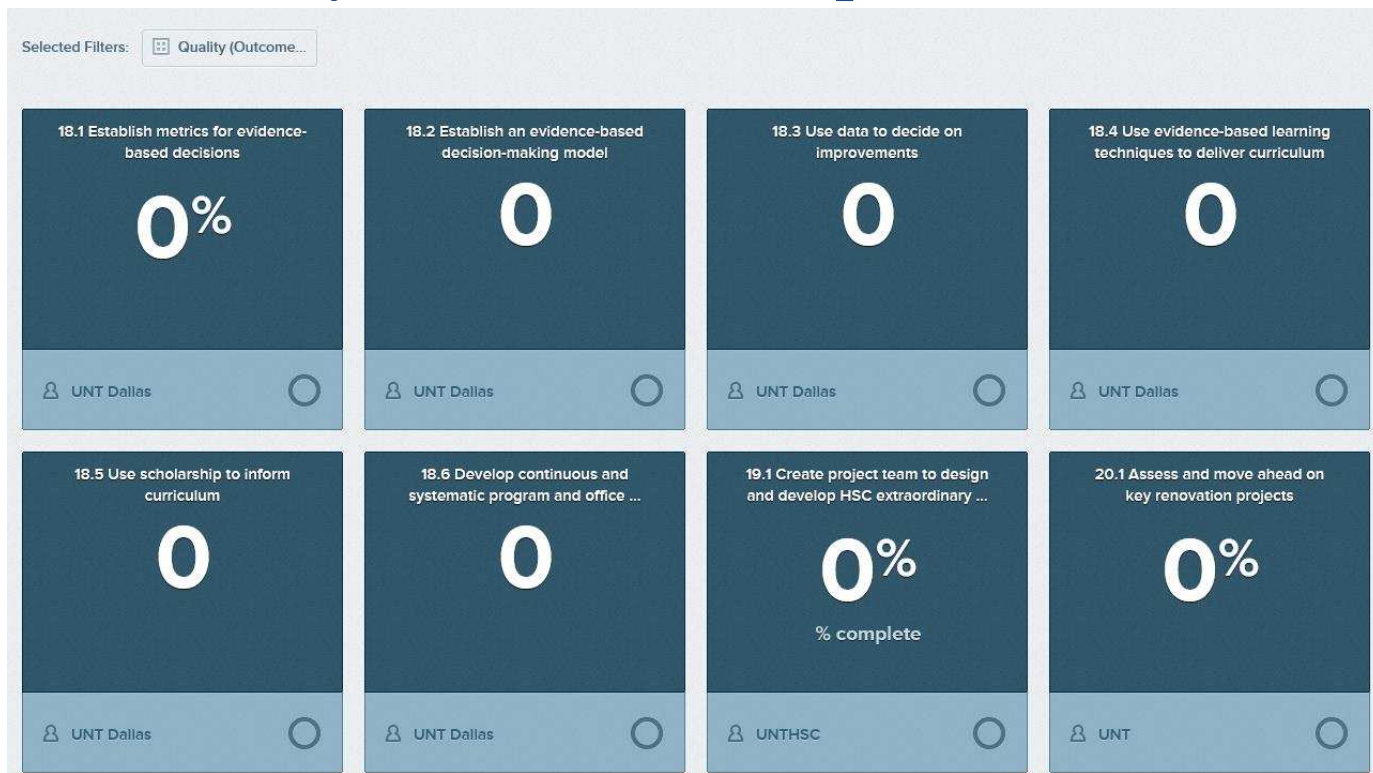 Selected Filters: Quality (Outcome...
18.1 Establish metrics for evidence-
based decisions
0%
UNT Dallas
18.2 Establish an evidence-based
decision-making model
0
UNT Dallas
18.3 Use data to decide on
improvements
0
UNT Dallas
18.4 Use evidence-based learning
techniques to deliver curriculum
0
UNT Dallas
18.5 Use scholarship to inform
curriculum
0
UNT Dallas
18.6 Develop continuous and
systematic program and office ...
0
UNT Dallas
19.1 Create project team to design
and develop HSC extraordinary ...
0%
% complete
UNTHSC
20.1 Assess and move ahead on
key renovation projects
0%
UNT